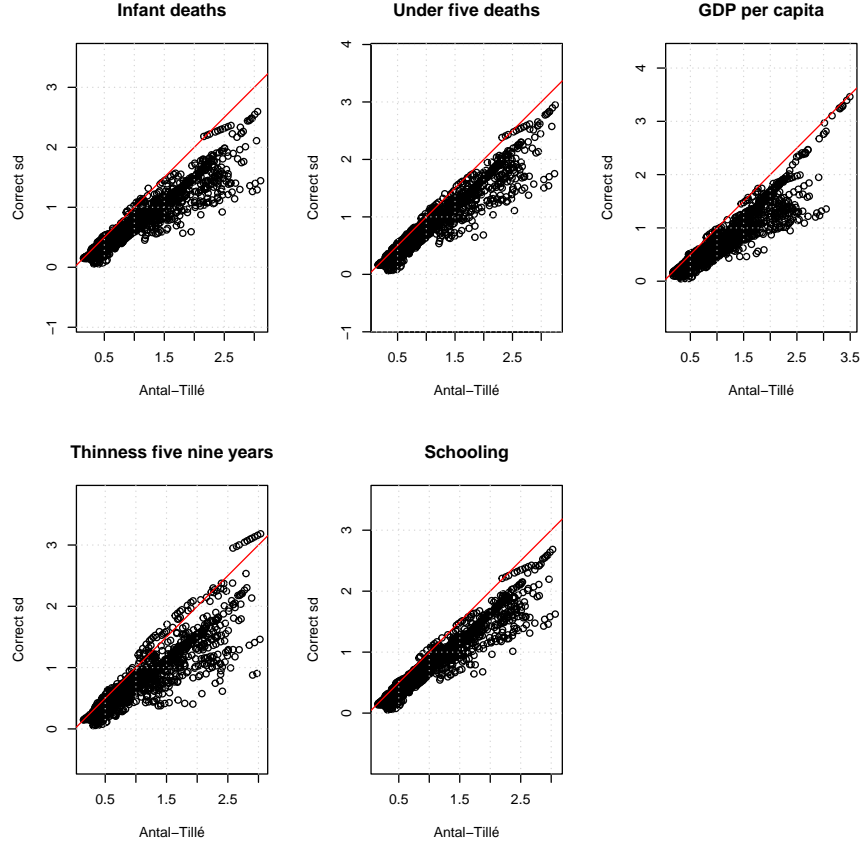 Infant deaths
Correct sd
3
2
1
0
−1
0.5 1.5 2.5
Antal−Tillé
Under five deaths
Correct sd
4
3
2
1
0
−1
0.5 1.5 2.5
Antal−Tillé
GDP per capita
Correct sd
4
3
2
1
0
0.5 1.5 2.5 3.5
Antal−Tillé
Thinness five nine years
Correct sd
3
2
1
0
0.5 1.5 2.5
Antal−Tillé
Schooling
Correct sd
3
2
1
0
0.5 1.5 2.5
Antal−Tillé